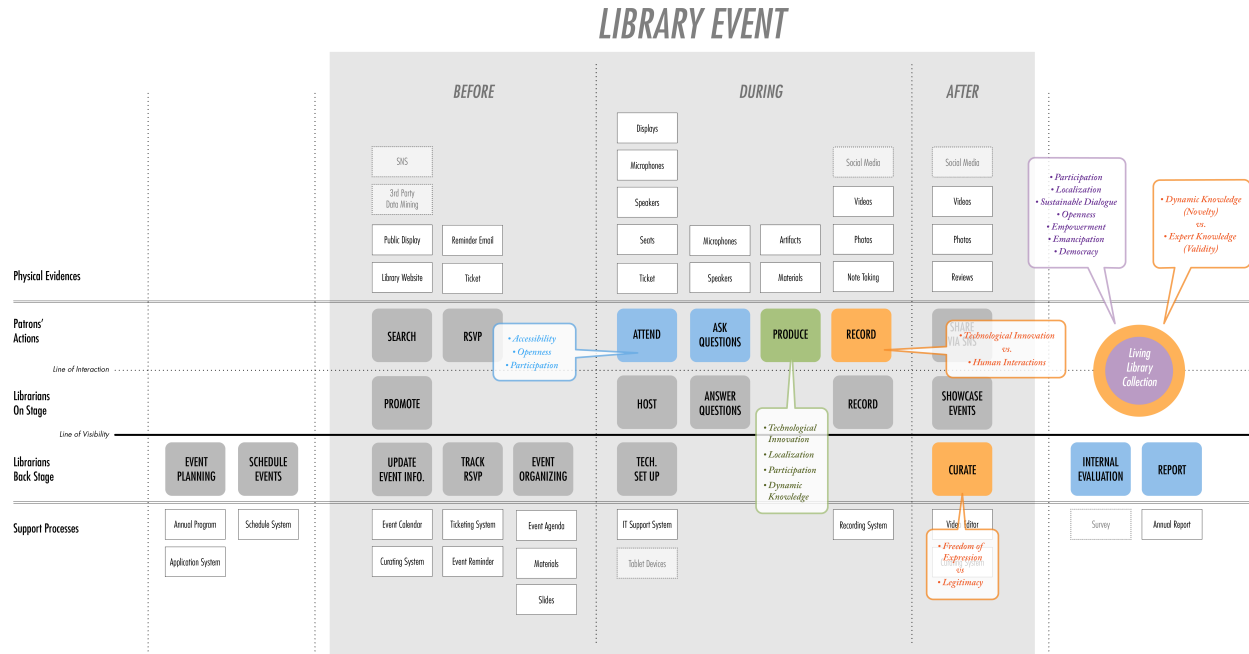 LIBRARY EVENT
BEFORE
DURING
AFTER
Physical Evidences
SNS
3rd Party
Data Mining
Public Display
Library Website
Reminder Email
Ticket
Displays
Microphones
Speakers
Seats
Ticket
Microphones
Speakers
Artifacts
Materials
Social Media
Videos
Photos
Note Taking
Social Media
Videos
Photos
Reviews
• Participation
• Localization
• Sustainable Dialogue
• Openness
• Empowerment
• Emancipation
• Democracy
• Dynamic Knowledge
(Novelty)
vs.
• Expert Knowledge
(Validity)
Patrons'
Actions
SEARCH
RSVP
• Accessibility
• Openness
• Participation
ATTEND
ASK
QUESTIONS
PRODUCE
RECORD
SHARE
VIA SNS
• Technological Innovation
vs.
• Human Interactions
Living
Library
Collection
Line of Interaction
Librarians
On Stage
PROMOTE
HOST
ANSWER
QUESTIONS
RECORD
SHOWCASE
EVENTS
• Technological
Innovation
• Localization
• Participation
• Dynamic
Knowledge
Line of Visibility
Librarians
Back Stage
EVENT
PLANNING
SCHEDULE
EVENTS
UPDATE
EVENT INFO.
TRACK
RSVP
EVENT
ORGANIZING
TECH.
SET UP
CURATE
INTERNAL
EVALUATION
REPORT
Support Processes
Annual Program
Application System
Schedule System
Event Calendar
Curating System
Ticketing System
Event Reminder
Event Agenda
Materials
Slides
IT Support System
Tablet Devices
Recording System
Video Editor
• Freedom of
Expression
vs
• Legitimacy
Survey
Annual Report